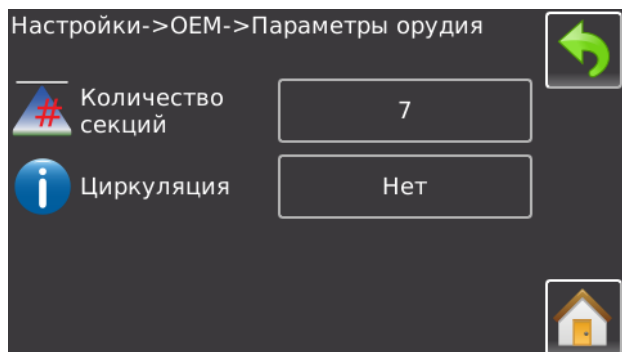 Настройки->OEM->Параметры орудия
#
Количество
секций
7
i
Циркуляция
Нет